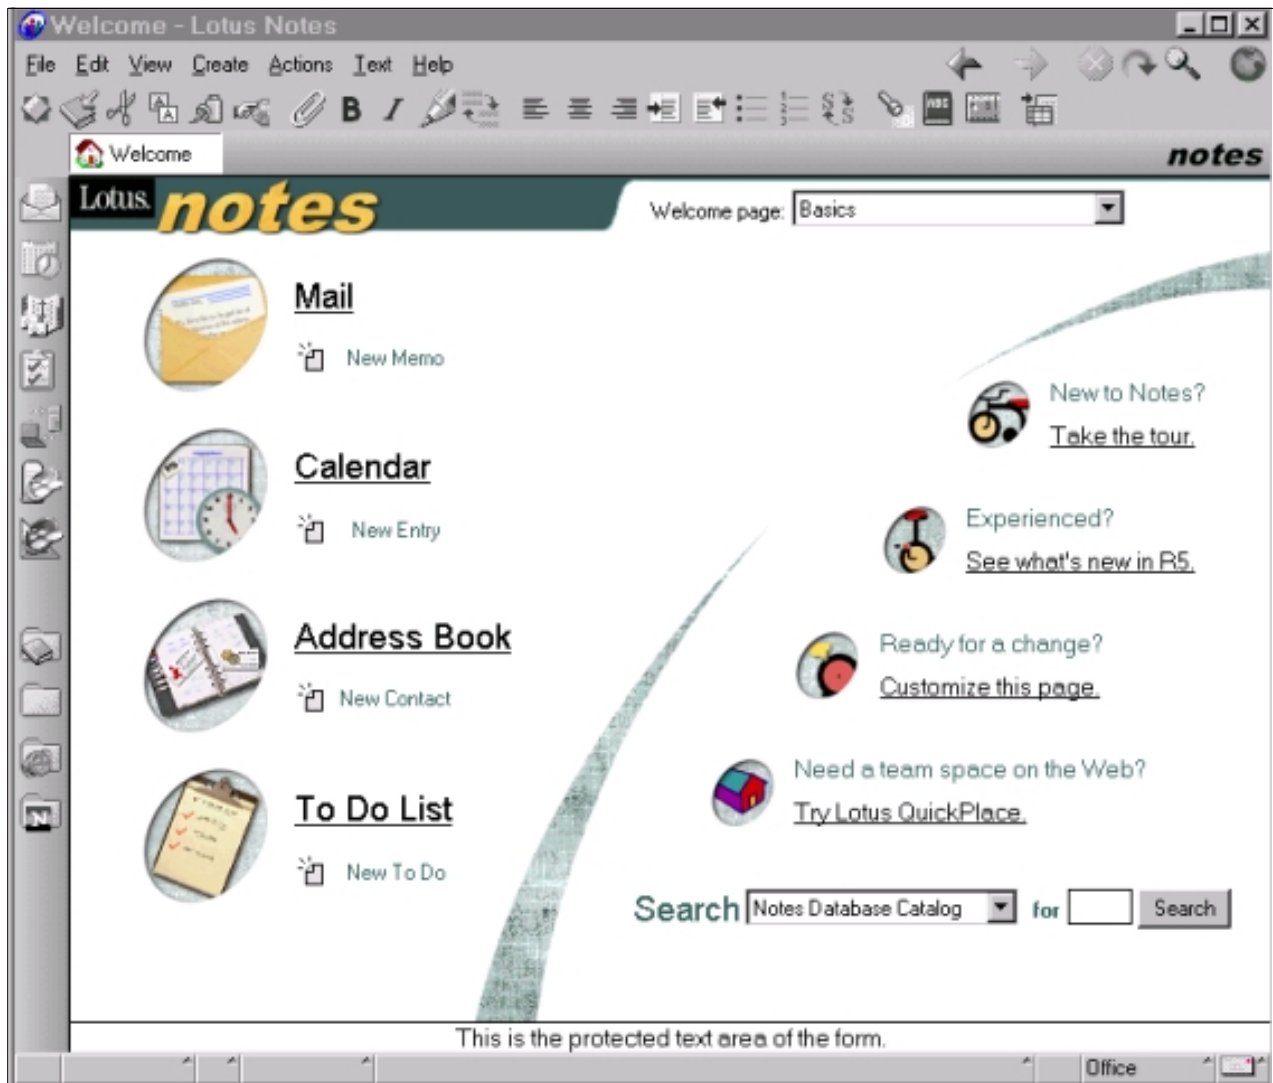 Welcome - Lotus Notes
File Edit View Create Actions Text Help
Welcome
notes
Lotus. notes
Welcome page: Basics
Mail
New Memo
New to Notes?
Take the tour.
Calendar
New Entry
Experienced?
See what's new in R5.
Address Book
New Contact
Ready for a change?
Customize this page.
To Do List
New To Do
Need a team space on the Web?
Try Lotus QuickPlace.
Search Notes Database Catalog for Search
This is the protected text area of the form.
Office